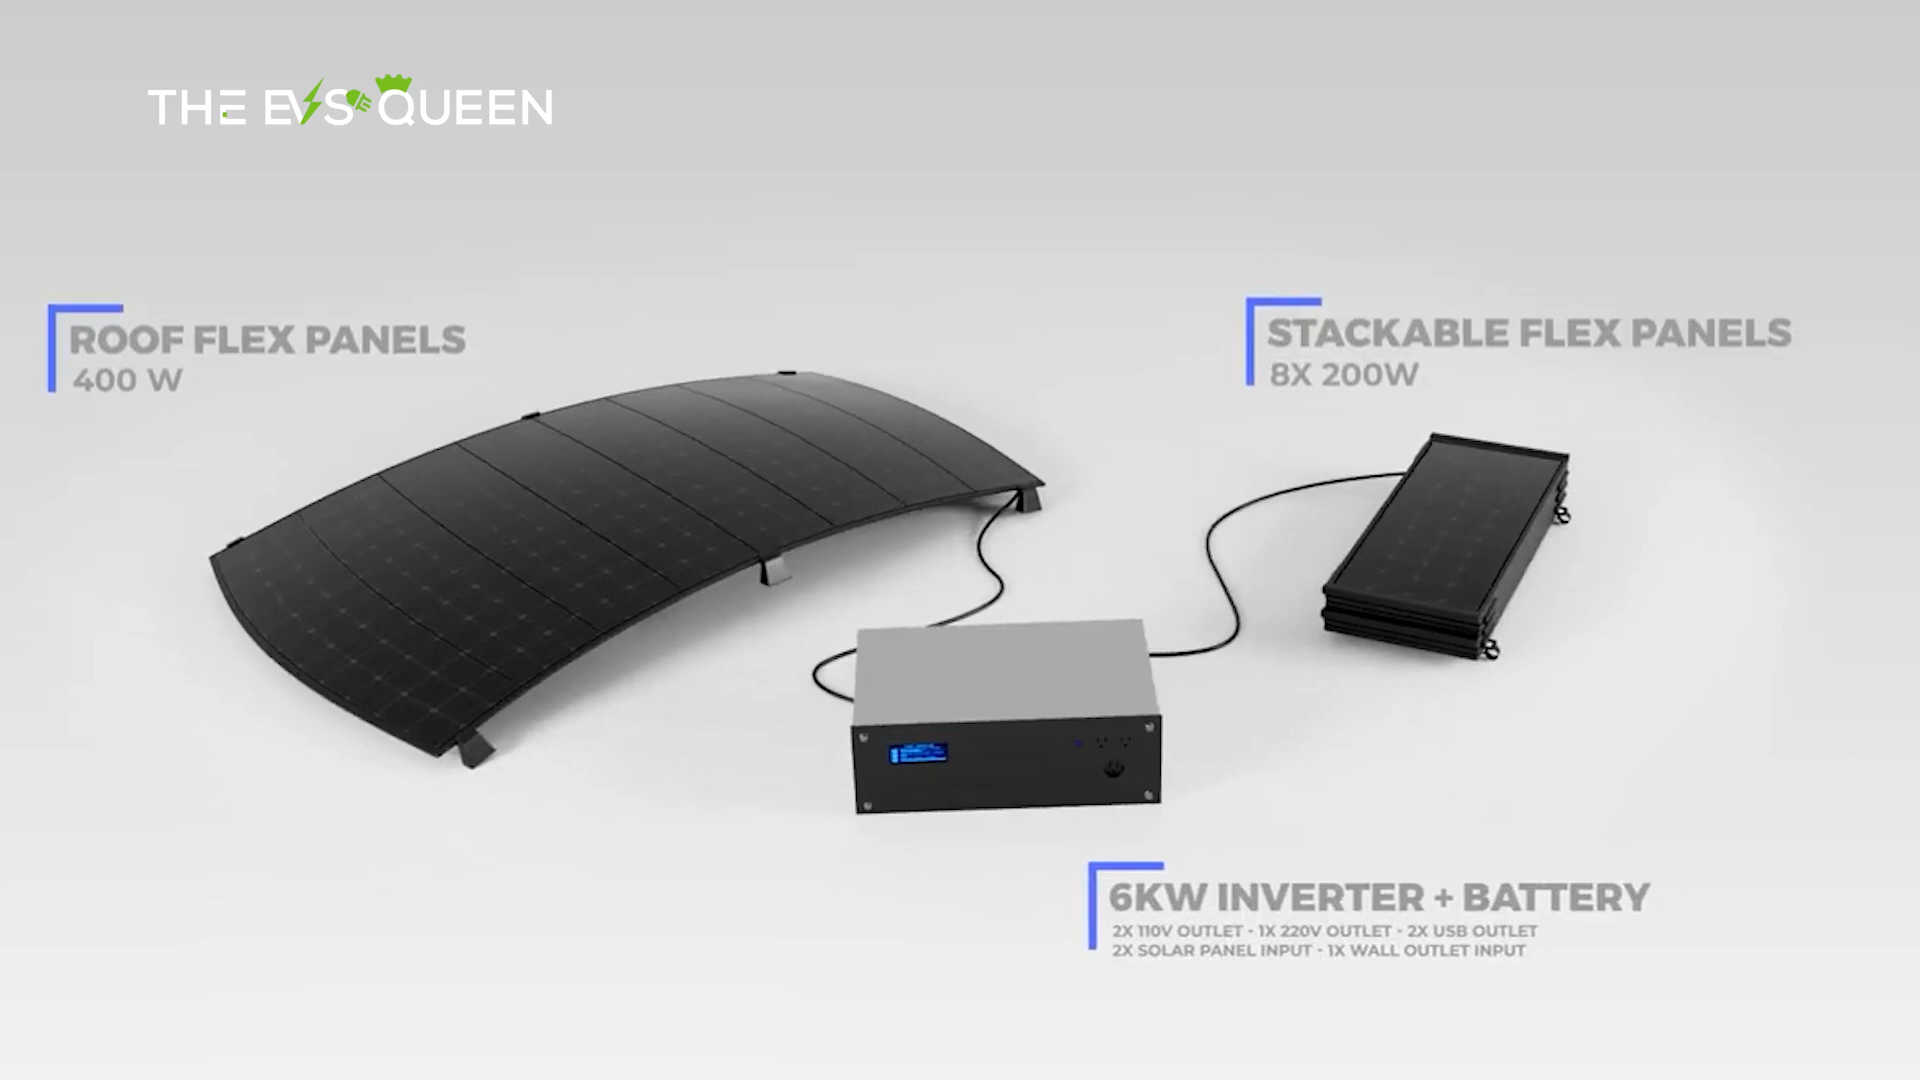 THE EVS QUEEN
ROOF FLEX PANELS
400 W
STACKABLE FLEX PANELS
8X 200W
6KW INVERTER + BATTERY
2X 110V OUTLET - 1X 220V OUTLET - 2X USB OUTLET
2X SOLAR PANEL INPUT - 1X WALL OUTLET INPUT